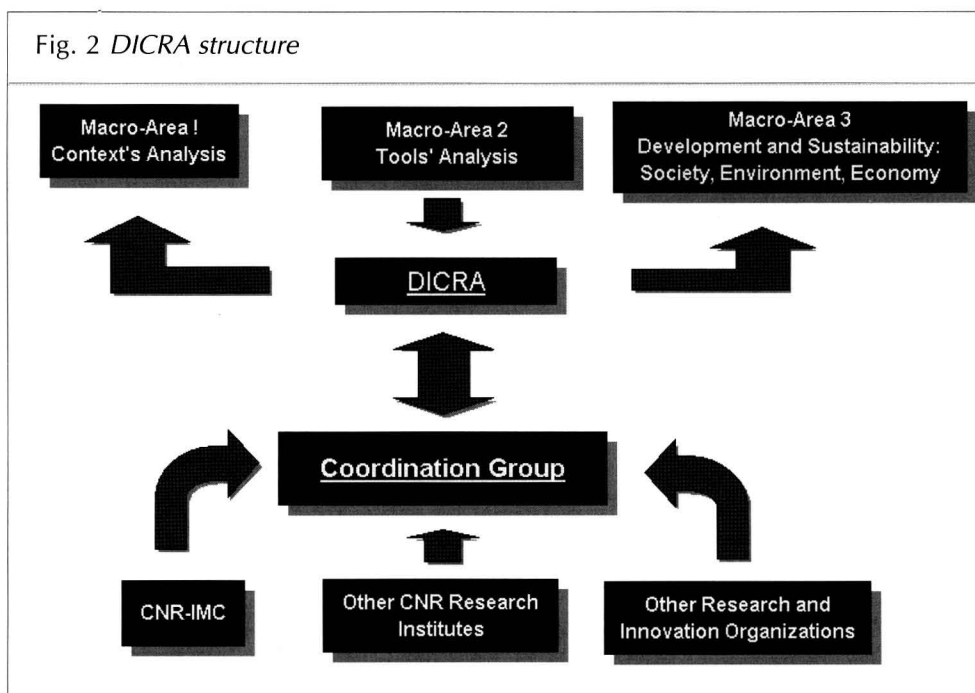 Fig. 2 DICRA structure
Macro-Area !
Context's Analysis
Macro-Area 2
Tools' Analysis
Macro-Area 3
Development and Sustainability:
Society, Environment, Economy
DICRA
Coordination Group
CNR-IMC
Other CNR Research
Institutes
Other Research and
Innovation Organizations